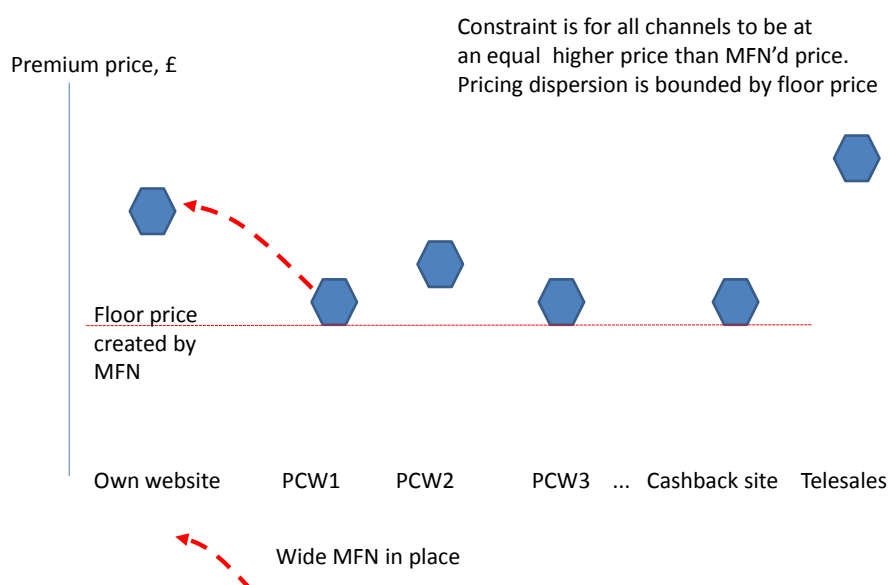 Constraint is for all channels to be at
an equal  higher price than MFN’d price.
Pricing dispersion is bounded by floor price
Premium price, £
Floor price
created by
MFN
Own website PCW1 PCW2 PCW3 ... Cashback site Telesales
Wide MFN in place